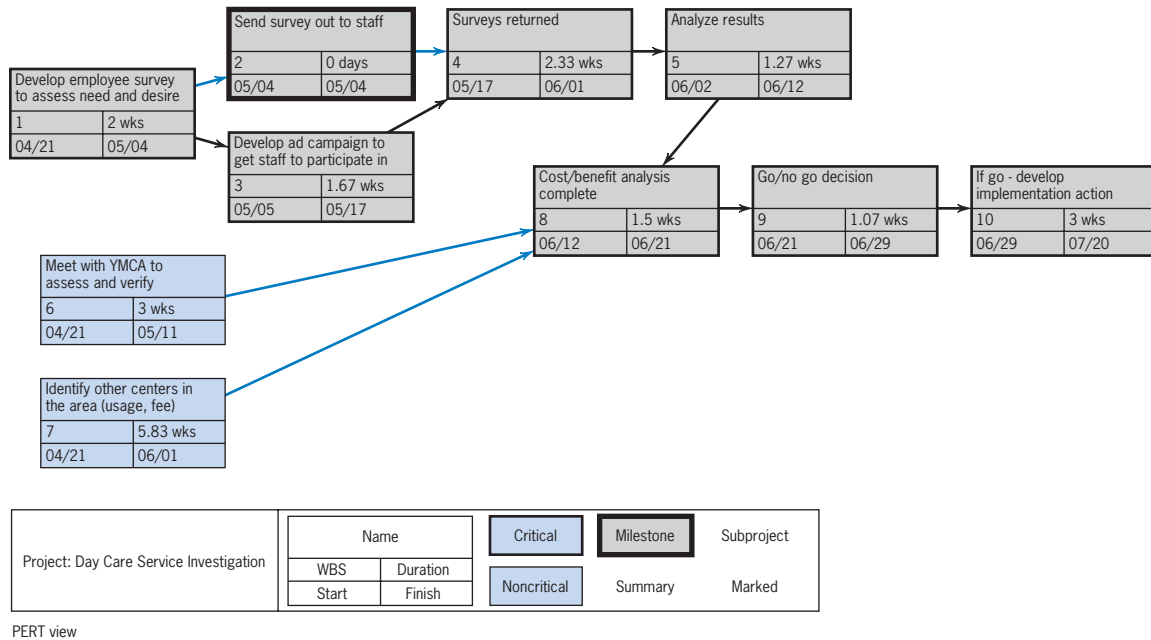 Send survey out to staff
2 0 days
05/04 05/04
Surveys returned
4 2.33 wks
05/17 06/01
Analyze results
5 1.27 wks
06/02 06/12
Develop employee survey
to assess need and desire
1 2 wks
04/21 05/04
Develop ad campaign to
get staff to participate in
3 1.67 wks
05/05 05/17
Cost/benefit analysis
complete
8 1.5 wks
06/12 06/21
Go/no go decision
9 1.07 wks
06/21 06/29
If go - develop
implementation action
10 3 wks
06/29 07/20
Meet with YMCA to
assess and verify
6 3 wks
04/21 05/11
Identify other centers in
the area (usage, fee)
7 5.83 wks
04/21 06/01
Project: Day Care Service Investigation
Name
WBS Duration
Start Finish
Critical Milestone Subproject
Noncritical Summary Marked
PERT view